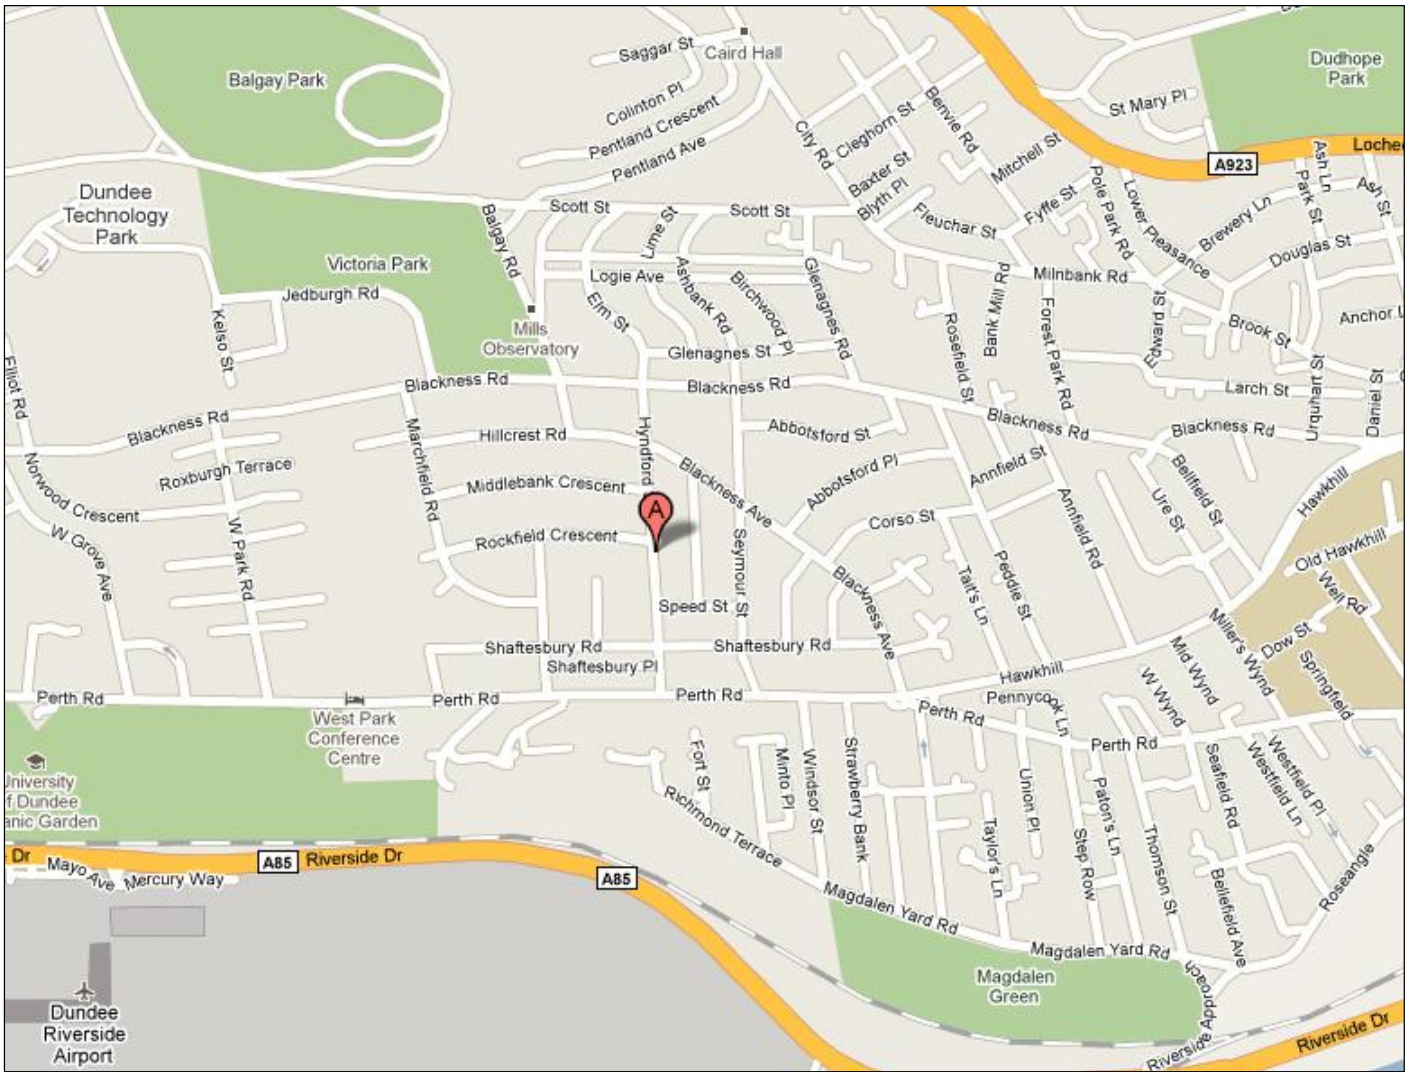 Saggar St
Caird Hall
Balgay Park
Dudhope
Park
Colinton Pl
Pentland Crescent
Pentland Ave
City Rd
Cleghorn St
Benvie Rd
St Mary Pl
Mitchell St
A923
Ash Ln
Park St
Ash St
Dundee
Technology
Park
Balgay Rd
Scott St
Lime St
Scott St
Baxter St
Blyth Pl
Fleuchar St
Fyffe St
Pole Park Rd
Lower Pleasance
Brewery Ln
Douglas St
Victoria Park
Jedburgh Rd
Kelso St
Logie Ave
Elm St
Ashbank Rd
Birchwood Pl
Glenagnes Rd
Milnbank Rd
Rosefield St
Bank Mill Rd
Forest Park Rd
Edward St
Brook St
Anchor L
Mills
Observatory
Glenagnes St
Elliot Rd
Blackness Rd
Blackness Rd
Blackness Rd
Larch St
Urquhart St
Daniel St
Blackness Rd
Blackness Rd
Marchfield Rd
Hillcrest Rd
Hyndford
Abbotsford St
Roxburgh Terrace
Norwood Crescent
Middlebank Crescent
Blackness Ave
Abbotsford Pl
Annfield St
Annfield Rd
Bellfield St
Ure St
Hawkhill
W Grove Ave
W Park Rd
Rockfield Crescent
A
Seymour St
Corso St
Old Hawkhill
Well Rd
Blackness Ave
Tait's Ln
Peddie St
Speed St
Shaftesbury Rd
Shaftesbury Rd
Shaftesbury Pl
Miller's Wynd
Dow St
Springfield
Mid Wynd
W Wynd
Hawkhill
Perth Rd
Perth Rd
Perth Rd
Perth Rd
Pennycook Ln
Perth Rd
West Park
Conference
Centre
Fort St
Minto Pl
Windsor St
Strawberry Bank
Union Pl
Paton's Ln
Seafield Rd
Westfield Ln
Westfield Pl
University
of Dundee
anic Garden
Richmond Terrace
Taylor's Ln
Step Row
Thomson St
Bellefield Ave
Roseangle
Dr
A85
Riverside Dr
A85
Mayo Ave
Mercury Way
Magdalen Yard Rd
Magdalen Yard Rd
Magdalen
Green
Riverside Approach
Riverside Dr
Dundee
Riverside
Airport